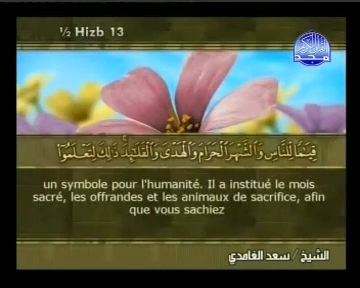 ½ Hizb 13
قِيَـٰمًا لِّلنَّاسِ وَالشَّهْرَ الْحَرَامَ وَالْهَدْيَ وَالْقَلَـٰٓئِدَ ذَٰلِكَ لِتَعْلَمُوٓا۟
un symbole pour l'humanité. Il a institué le mois
sacré, les offrandes et les animaux de sacrifice, afin
que vous sachiez
الشيخ / سعد الغامدي